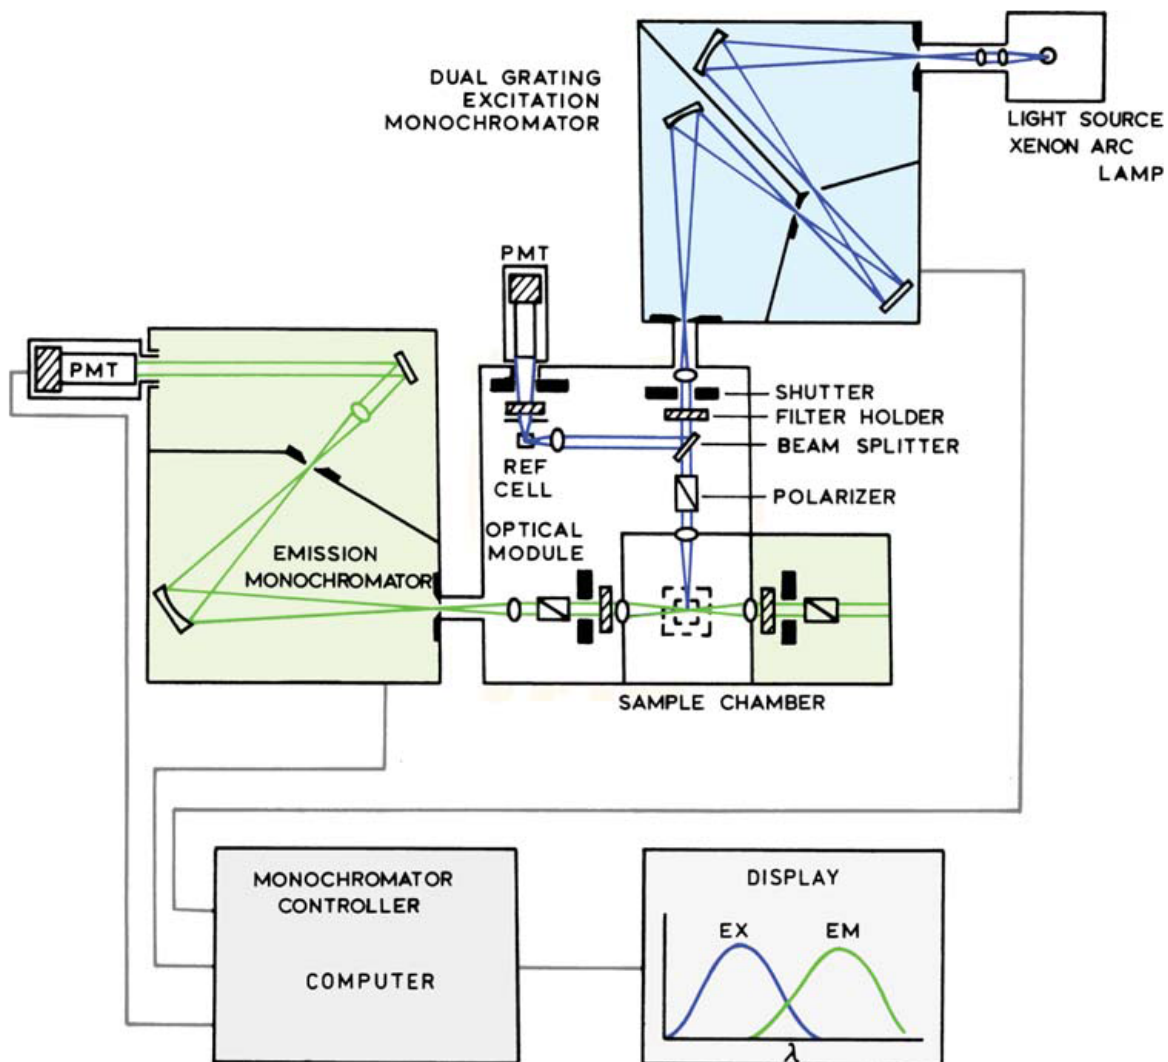 DUAL GRATING
EXCITATION
MONOCHROMATOR
LIGHT SOURCE
XENON ARC
LAMP
PMT
PMT
SHUTTER
FILTER HOLDER
BEAM SPLITTER
REF
CELL
POLARIZER
OPTICAL
MODULE
EMISSION
MONOCHROMATOR
SAMPLE CHAMBER
MONOCHROMATOR
CONTROLLER
COMPUTER
DISPLAY
EX EM
λ